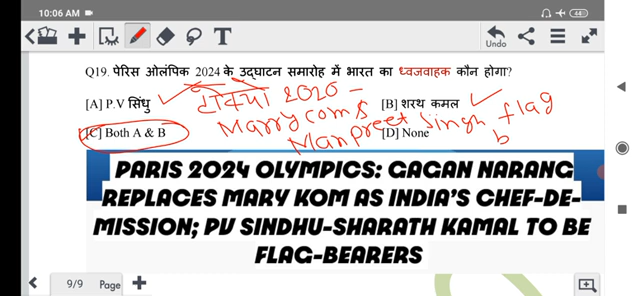 10:06 AM
44
Undo
Q19. पेरिस ओलंपिक 2024 के उद्घाटन समारोह में भारत का ध्वजवाहक कौन होगा?
[A] P.V सिंधु
[B] शरथ कमल
टोक्यो 2020 -
Marry com &
Manpreet Singh flag
b
[C] Both A & B
[D] None
PARIS 2024 OLYMPICS: GAGAN NARANG
REPLACES MARY KOM AS INDIA'S CHEF-DE-
MISSION; PV SINDHU-SHARATH KAMAL TO BE
FLAG-BEARERS
9/9 Page